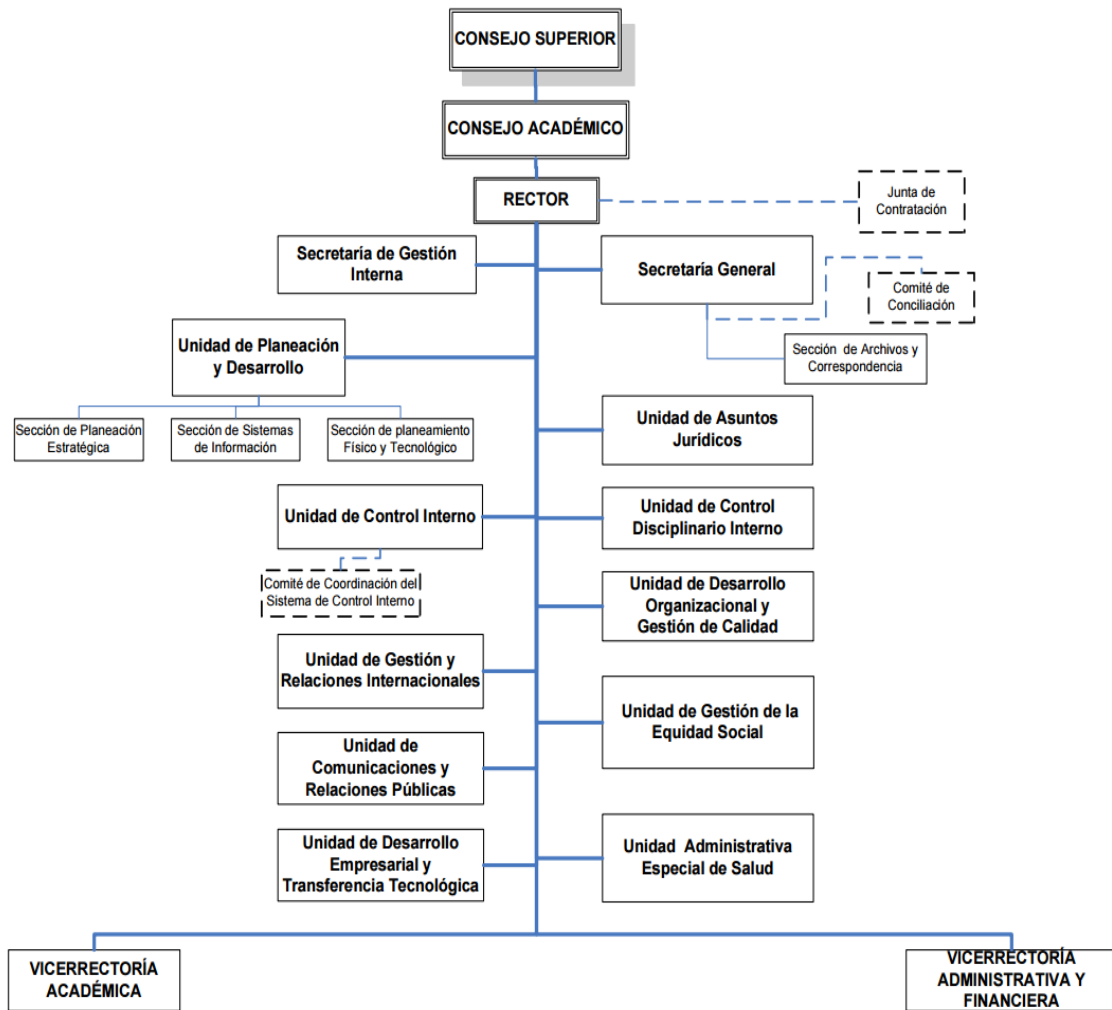 CONSEJO SUPERIOR
CONSEJO ACADÉMICO
RECTOR
Junta de
Contratación
Secretaría de Gestión
Interna
Secretaría General
Comité de
Conciliación
Sección de Archivos y
Correspondencia
Unidad de Planeación
y Desarrollo
Sección de Planeación
Estratégica
Sección de Sistemas
de Información
Sección de planeamiento
Físico y Tecnológico
Unidad de Asuntos
Jurídicos
Unidad de Control Interno
Unidad de Control
Disciplinario Interno
Comité de Coordinación del
Sistema de Control Interno
Unidad de Desarrollo
Organizacional y
Gestión de Calidad
Unidad de Gestión y
Relaciones Internacionales
Unidad de Gestión de la
Equidad Social
Unidad de
Comunicaciones y
Relaciones Públicas
Unidad de Desarrollo
Empresarial y
Transferencia Tecnológica
Unidad Administrativa
Especial de Salud
VICERRECTORÍA
ACADÉMICA
VICERRECTORÍA
ADMINISTRATIVA Y
FINANCIERA